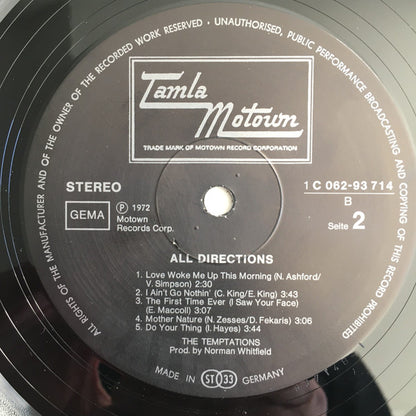 ALL RIGHTS OF THE MANUFACTURER AND OF THE OWNER OF THE RECORDED WORK RESERVED - UNAUTHORISED, PUBLIC PERFORMANCE BROADCASTING AND COPYING OF THIS RECORD PROHIBITED
Tamla
Motown
TRADE MARK OF MOTOWN RECORD CORPORATION
STEREO
GEMA
Ⓟ 1972
Motown
Records Corp.
1 C 062-93 714
B
Seite 2
ALL DIRECTIONS
1. Love Woke Me Up This Morning (N. Ashford/
V. Simpson) 2:30
2. I Ain't Go Nothin' (C. King/E. King) 3:43
3. The First Time Ever (I Saw Your Face)
(E. Maccoll) 3:07
4. Mother Nature (N. Zesses/D. Fekaris) 3:06
5. Do Your Thing (I. Hayes) 3:44
THE TEMPTATIONS
Prod. by Norman Whitfield
MADE IN ST 33 GERMANY